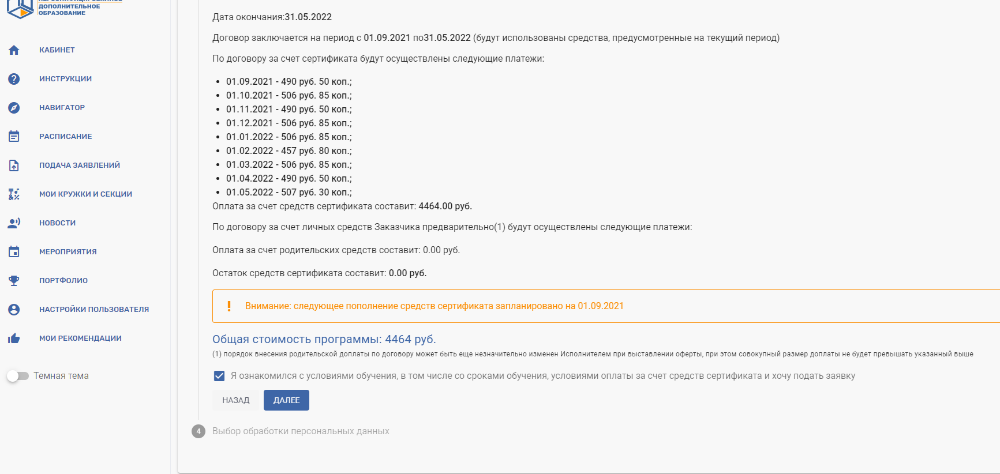 ПЕРСОНИФИЦИРОВАННОЕ
ДОПОЛНИТЕЛЬНОЕ
ОБРАЗОВАНИЕ
КАБИНЕТ
ИНСТРУКЦИИ
НАВИГАТОР
РАСПИСАНИЕ
ПОДАЧА ЗАЯВЛЕНИЙ
МОИ КРУЖКИ И СЕКЦИИ
НОВОСТИ
МЕРОПРИЯТИЯ
ПОРТФОЛИО
НАСТРОЙКИ ПОЛЬЗОВАТЕЛЯ
МОИ РЕКОМЕНДАЦИИ
Темная тема
Дата окончания:31.05.2022
Договор заключается на период с 01.09.2021 по31.05.2022 (будут использованы средства, предусмотренные на текущий период)
По договору за счет сертификата будут осуществлены следующие платежи:
01.09.2021 - 490 руб. 50 коп.;
01.10.2021 - 506 руб. 85 коп.;
01.11.2021 - 490 руб. 50 коп.;
01.12.2021 - 506 руб. 85 коп.;
01.01.2022 - 506 руб. 85 коп.;
01.02.2022 - 457 руб. 80 коп.;
01.03.2022 - 506 руб. 85 коп.;
01.04.2022 - 490 руб. 50 коп.;
01.05.2022 - 507 руб. 30 коп.;
Оплата за счет средств сертификата составит: 4464.00 руб.
По договору за счет личных средств Заказчика предварительно(1) будут осуществлены следующие платежи:
Оплата за счет родительских средств составит: 0.00 руб.
Остаток средств сертификата составит: 0.00 руб.
Внимание: следующее пополнение средств сертификата запланировано на 01.09.2021
Общая стоимость программы: 4464 руб.
(1) порядок внесения родительской доплаты по договору может быть еще незначительно изменен Исполнителем при выставлении оферты, при этом совокупный размер доплаты не будет превышать указанный выше
Я ознакомился с условиями обучения, в том числе со сроками обучения, условиями оплаты за счет средств сертификата и хочу подать заявку
НАЗАД
ДАЛЕЕ
4
Выбор обработки персональных данных